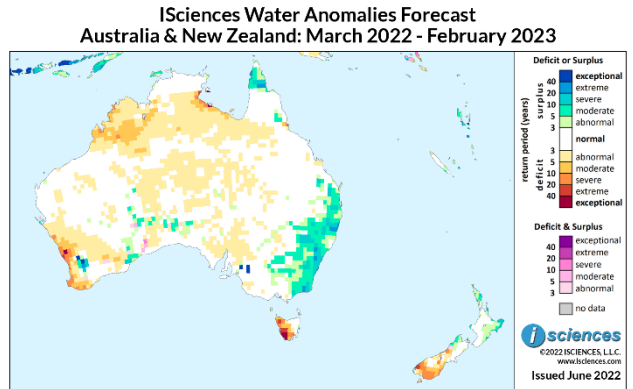 ISciences Water Anomalies Forecast
Australia & New Zealand: March 2022 - February 2023
Deficit or Surplus
return period (years)
surplus
deficit
40 exceptional
20 extreme
10 severe
5 moderate
3 abnormal
normal
3 abnormal
5 moderate
10 severe
20 extreme
40 exceptional
Deficit & Surplus
40 exceptional
20 extreme
10 severe
5 moderate
3 abnormal
no data
i sciences
©2022 ISCIENCES, L.L.C.
www.isciences.com
Issued June 2022